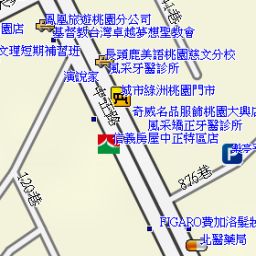 鳳凰旅遊桃園分公司
園店
基督教台灣卓越夢想聖教會
文理短期補習班
長頸鹿美語桃園慈文分校
風采牙醫診所
演說家
城市綠洲桃園門市
奇威名品服飾桃園大興店
中正路
風采矯正牙醫診所
信義房屋中正特區店
876巷
120巷
FIGARO費加洛髮
北醫藥局